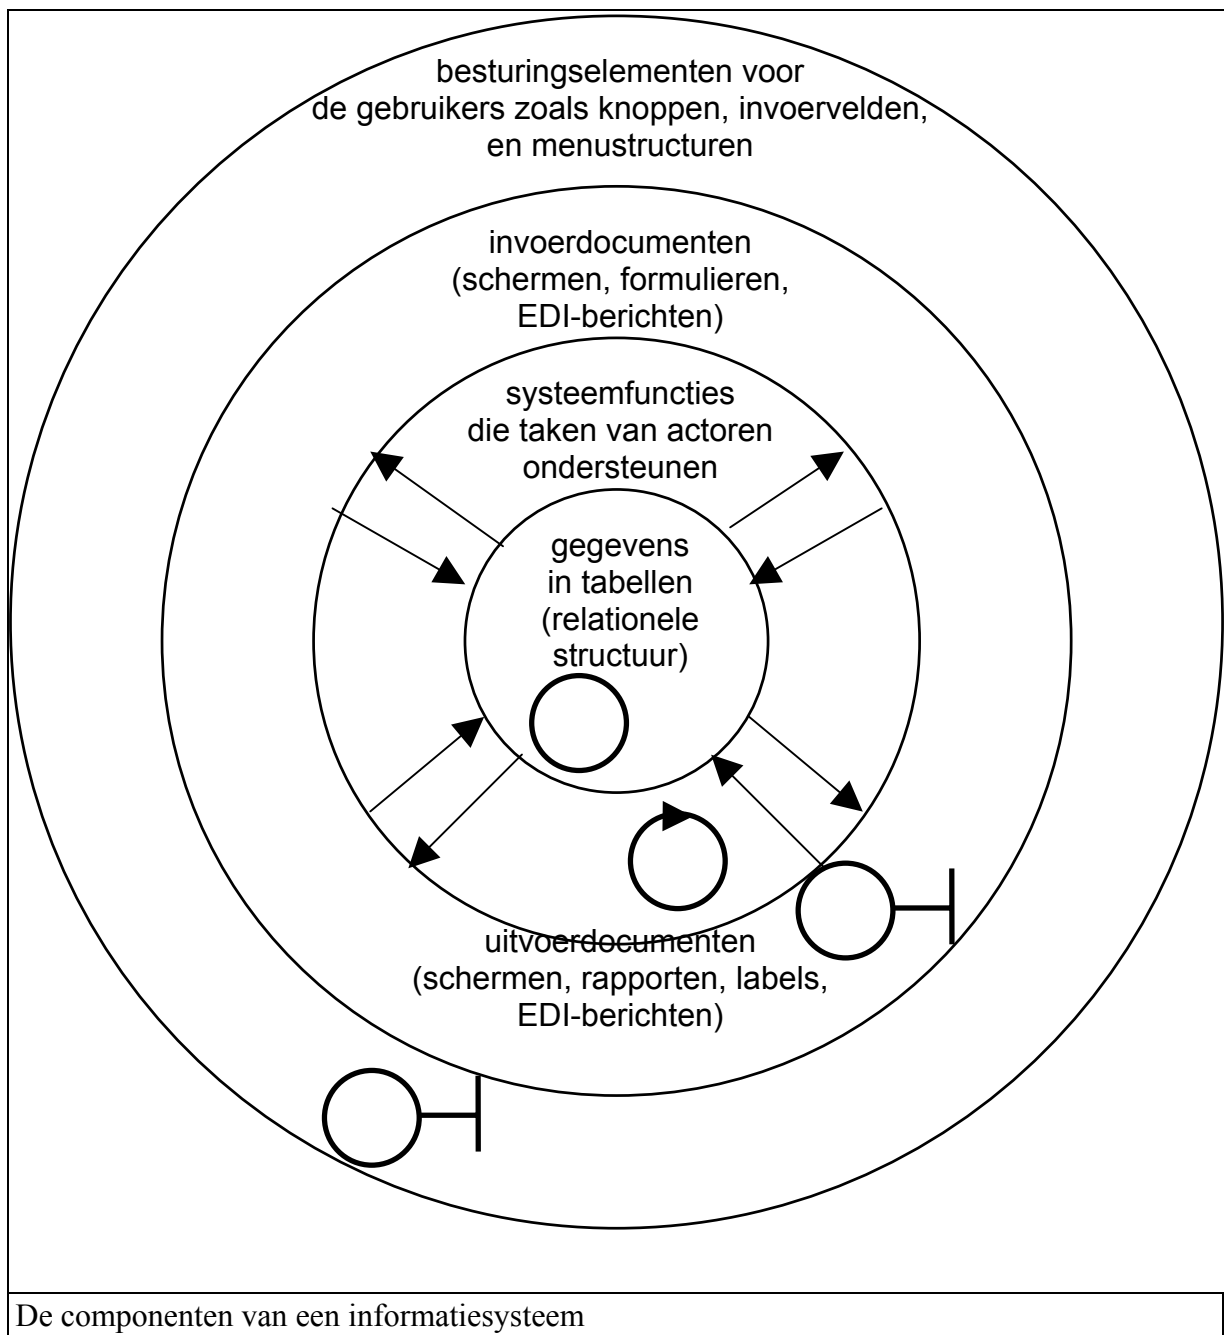 besturingselementen voor
de gebruikers zoals knoppen, invoervelden,
en menustructuren
invoerdocumenten
(schermen, formulieren,
EDI-berichten)
systeemfuncties
die taken van actoren
ondersteunen
gegevens
in tabellen
(relationele
structuur)
uitvoerdocumenten
(schermen, rapporten, labels,
EDI-berichten)
De componenten van een informatiesysteem